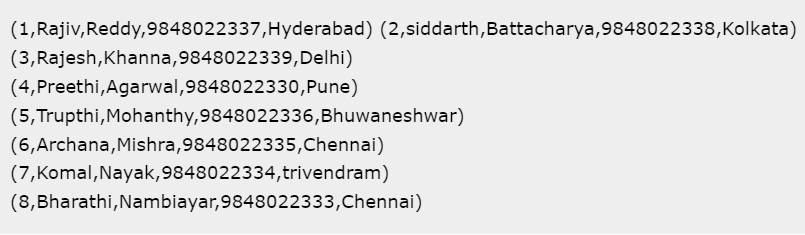 (1,Rajiv,Reddy,9848022337,Hyderabad) (2,siddarth,Battacharya,9848022338,Kolkata)
(3,Rajesh,Khanna,9848022339,Delhi)
(4,Preethi,Agarwal,9848022330,Pune)
(5,Trupthi,Mohanthy,9848022336,Bhuwaneshwar)
(6,Archana,Mishra,9848022335,Chennai)
(7,Komal,Nayak,9848022334,trivendram)
(8,Bharathi,Nambiayar,9848022333,Chennai)